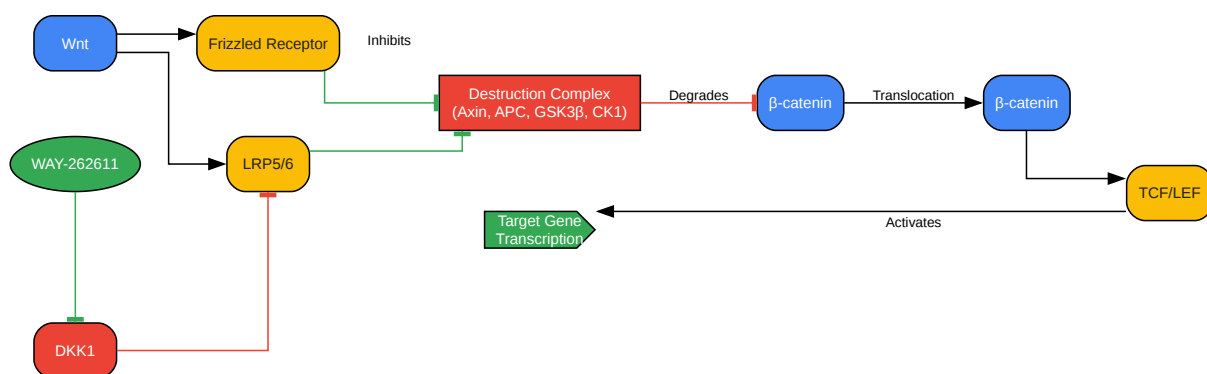 Wnt
Frizzled Receptor
Inhibits
Destruction Complex
(Axin, APC, GSK3β, CK1)
Degrades
β-catenin
Translocation
β-catenin
WAY-262611
LRP5/6
TCF/LEF
Target Gene
Transcription
Activates
DKK1